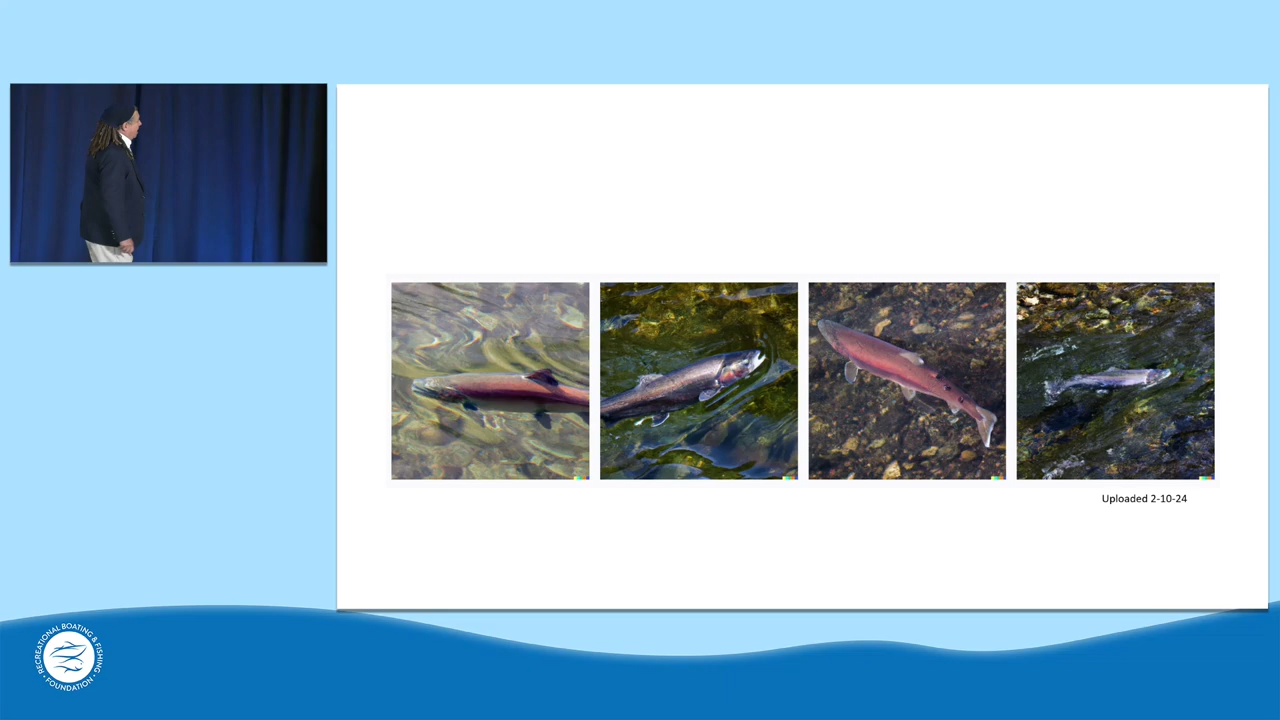 Uploaded 2-10-24
RECREATIONAL BOATING & FISHING
• FOUNDATION •